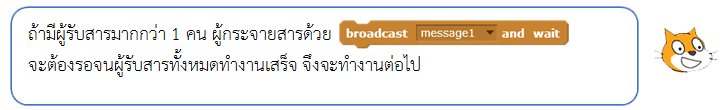 ถ้ามีผู้รับสารมากกว่า 1 คน ผู้กระจายสารด้วย broadcast message1 and wait
จะต้องรอจนผู้รับสารทั้งหมดทำงานเสร็จ จึงจะทำงานต่อไป